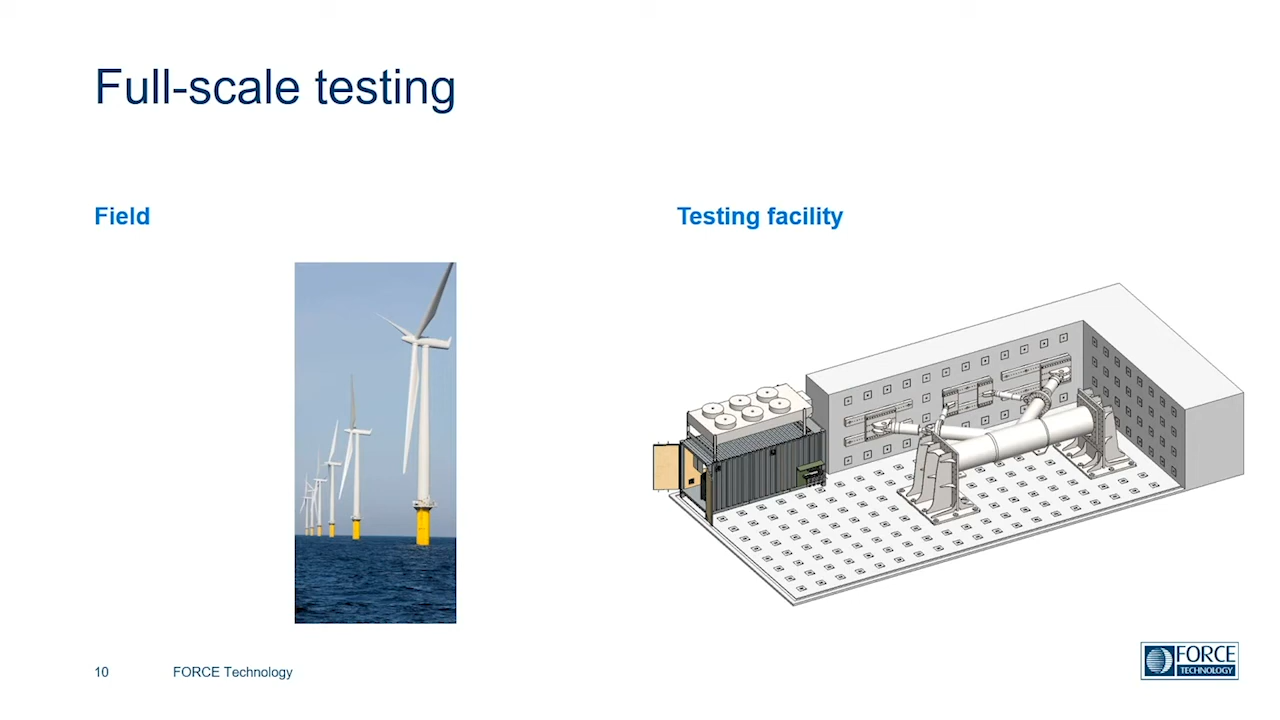 Full-scale testing
Field
Testing facility
10
FORCE Technology
FORCE
TECHNOLOGY